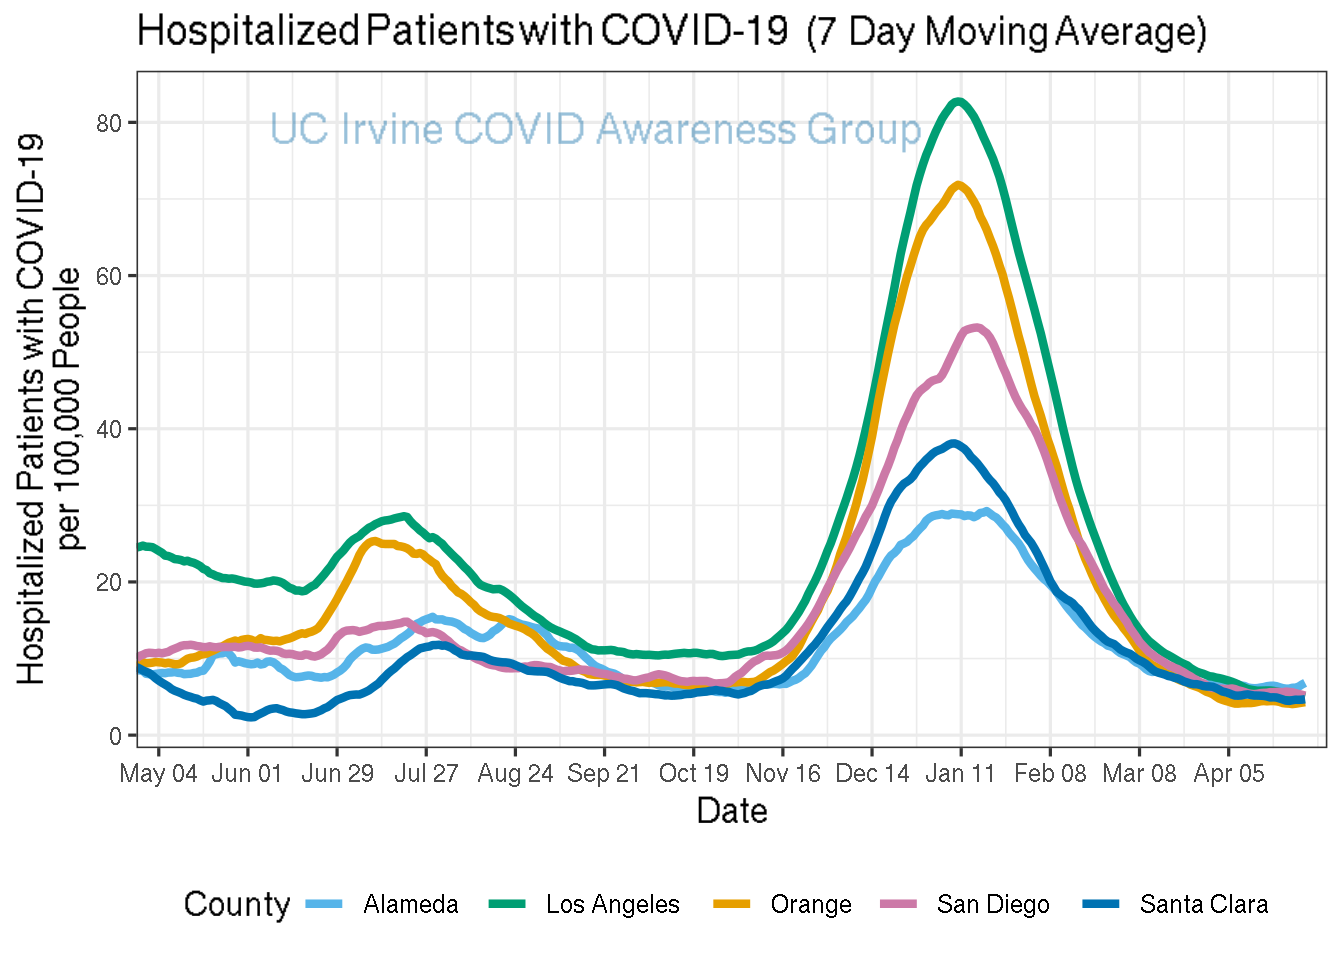 Hospitalized Patients with COVID-19 (7 Day Moving Average)
UC Irvine COVID Awareness Group
Hospitalized Patients with COVID-19
per 100,000 People
80
60
40
20
0
May 04 Jun 01 Jun 29 Jul 27 Aug 24 Sep 21 Oct 19 Nov 16 Dec 14 Jan 11 Feb 08 Mar 08 Apr 05
Date
County Alameda Los Angeles Orange San Diego Santa Clara